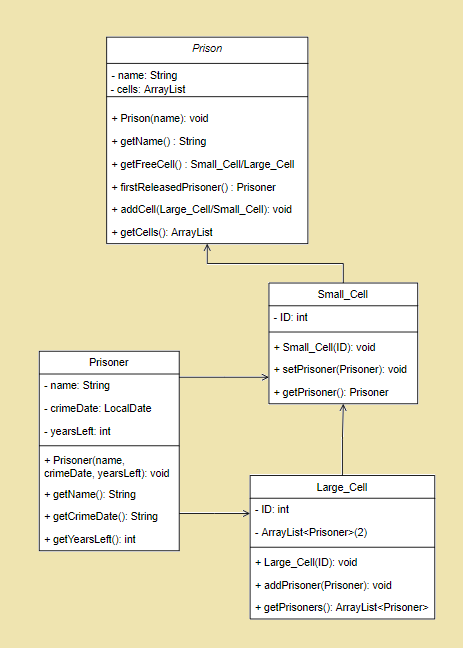 Prison
- name: String
- cells: ArrayList
+ Prison(name): void
+ getName() : String
+ getFreeCell() : Small_Cell/Large_Cell
+ firstReleasedPrisoner() : Prisoner
+ addCell(Large_Cell/Small_Cell): void
+ getCells(): ArrayList
Small_Cell
- ID: int
+ Small_Cell(ID): void
+ setPrisoner(Prisoner): void
+ getPrisoner(): Prisoner
Prisoner
- name: String
- crimeDate: LocalDate
- yearsLeft: int
+ Prisoner(name,
crimeDate, yearsLeft): void
+ getName(): String
+ getCrimeDate(): String
+ getYearsLeft(): int
Large_Cell
- ID: int
- ArrayList<Prisoner>(2)
+ Large_Cell(ID): void
+ addPrisoner(Prisoner): void
+ getPrisoners(): ArrayList<Prisoner>